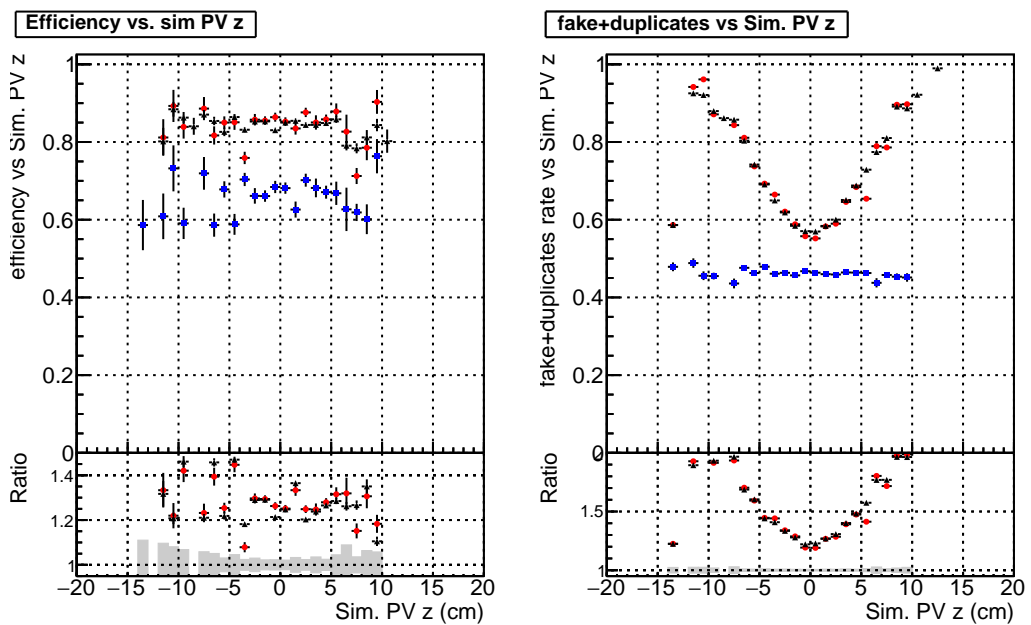 Efficiency vs. sim PV z
efficiency vs Sim. PV z
1
0.8
0.6
0.4
0.2
0
Ratio
1.4
1.2
1
−20 −15 −10 −5 0 5 10 15 20
Sim. PV z (cm)
fake+duplicates vs Sim. PV z
fake+duplicates rate vs Sim. PV z
1
0.8
0.6
0.4
0.2
Ratio
1.5
1
−20 −15 −10 −5 0 5 10 15 20
Sim. PV z (cm)